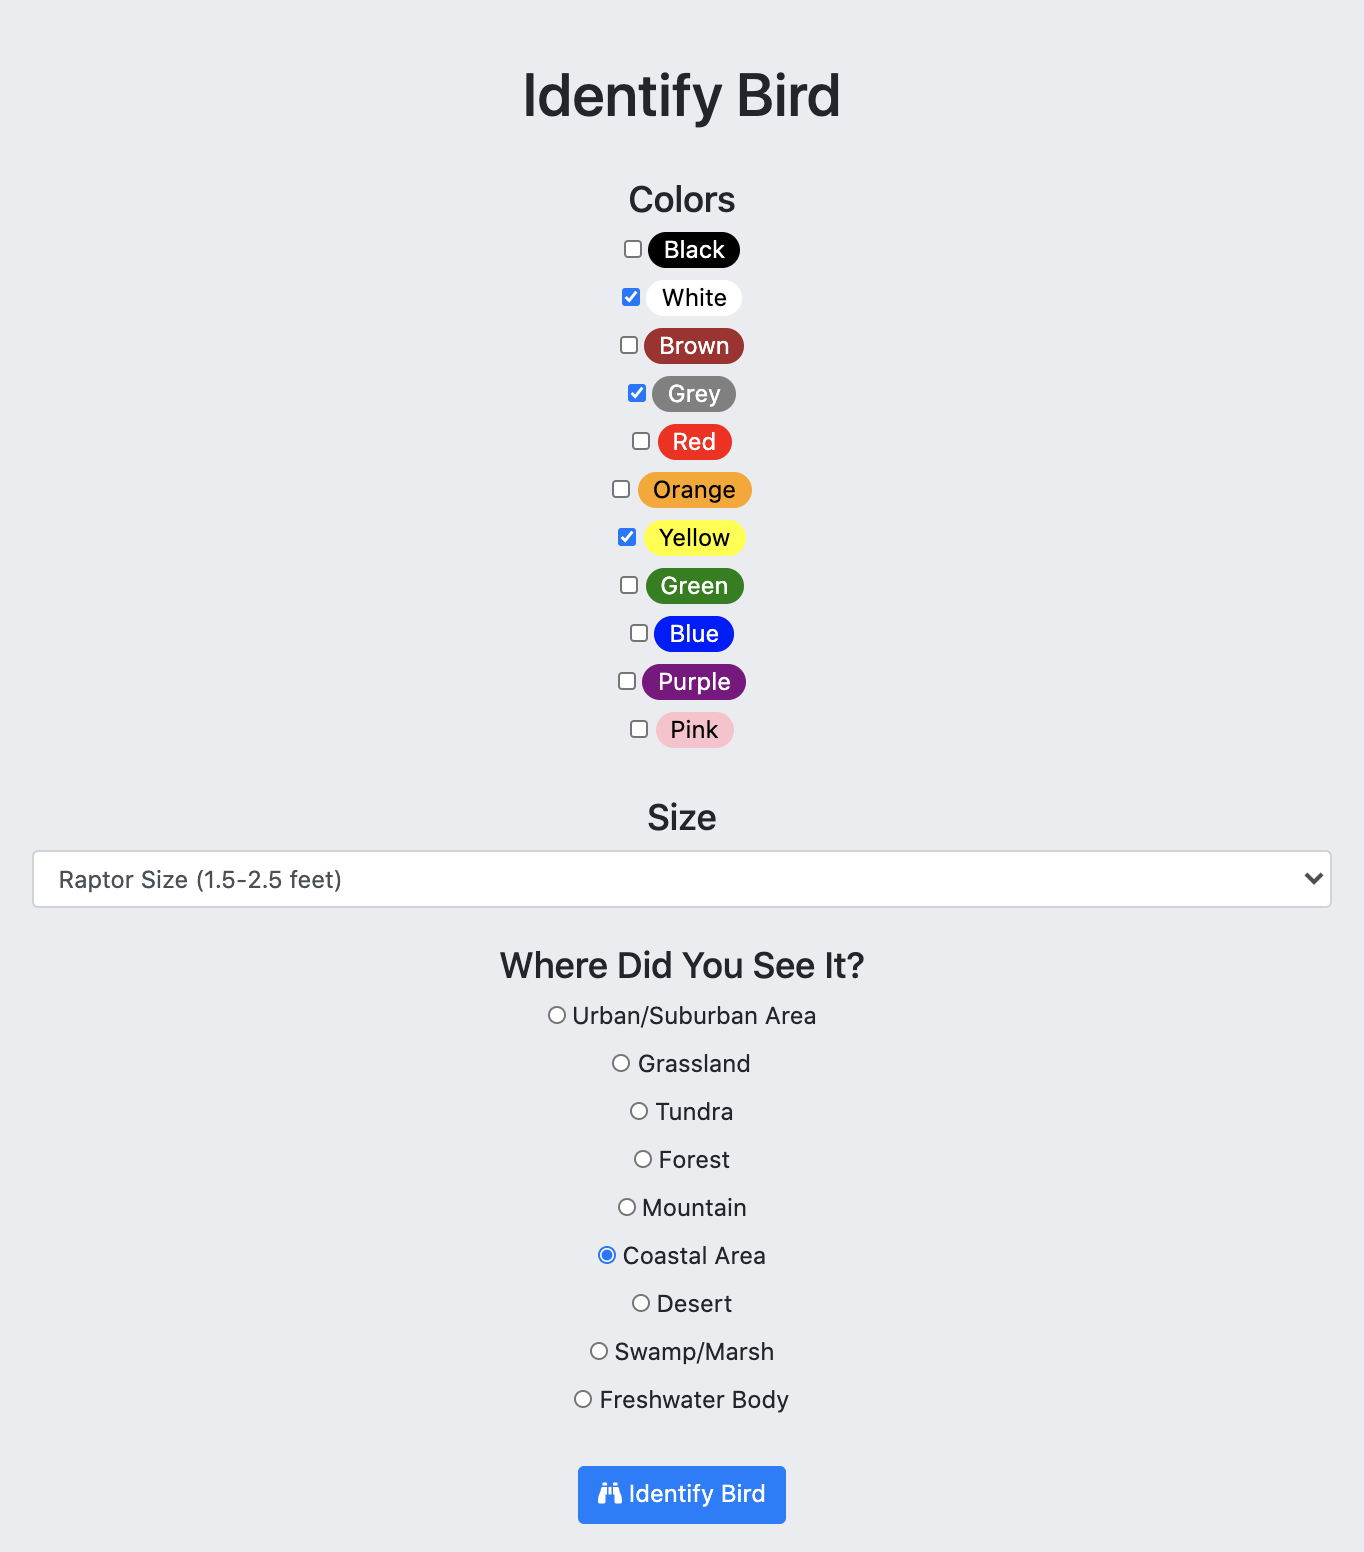 Identify Bird
Colors
Black
White
Brown
Grey
Red
Orange
Yellow
Green
Blue
Purple
Pink
Size
Raptor Size (1.5-2.5 feet)
Where Did You See It?
Urban/Suburban Area
Grassland
Tundra
Forest
Mountain
Coastal Area
Desert
Swamp/Marsh
Freshwater Body
Identify Bird